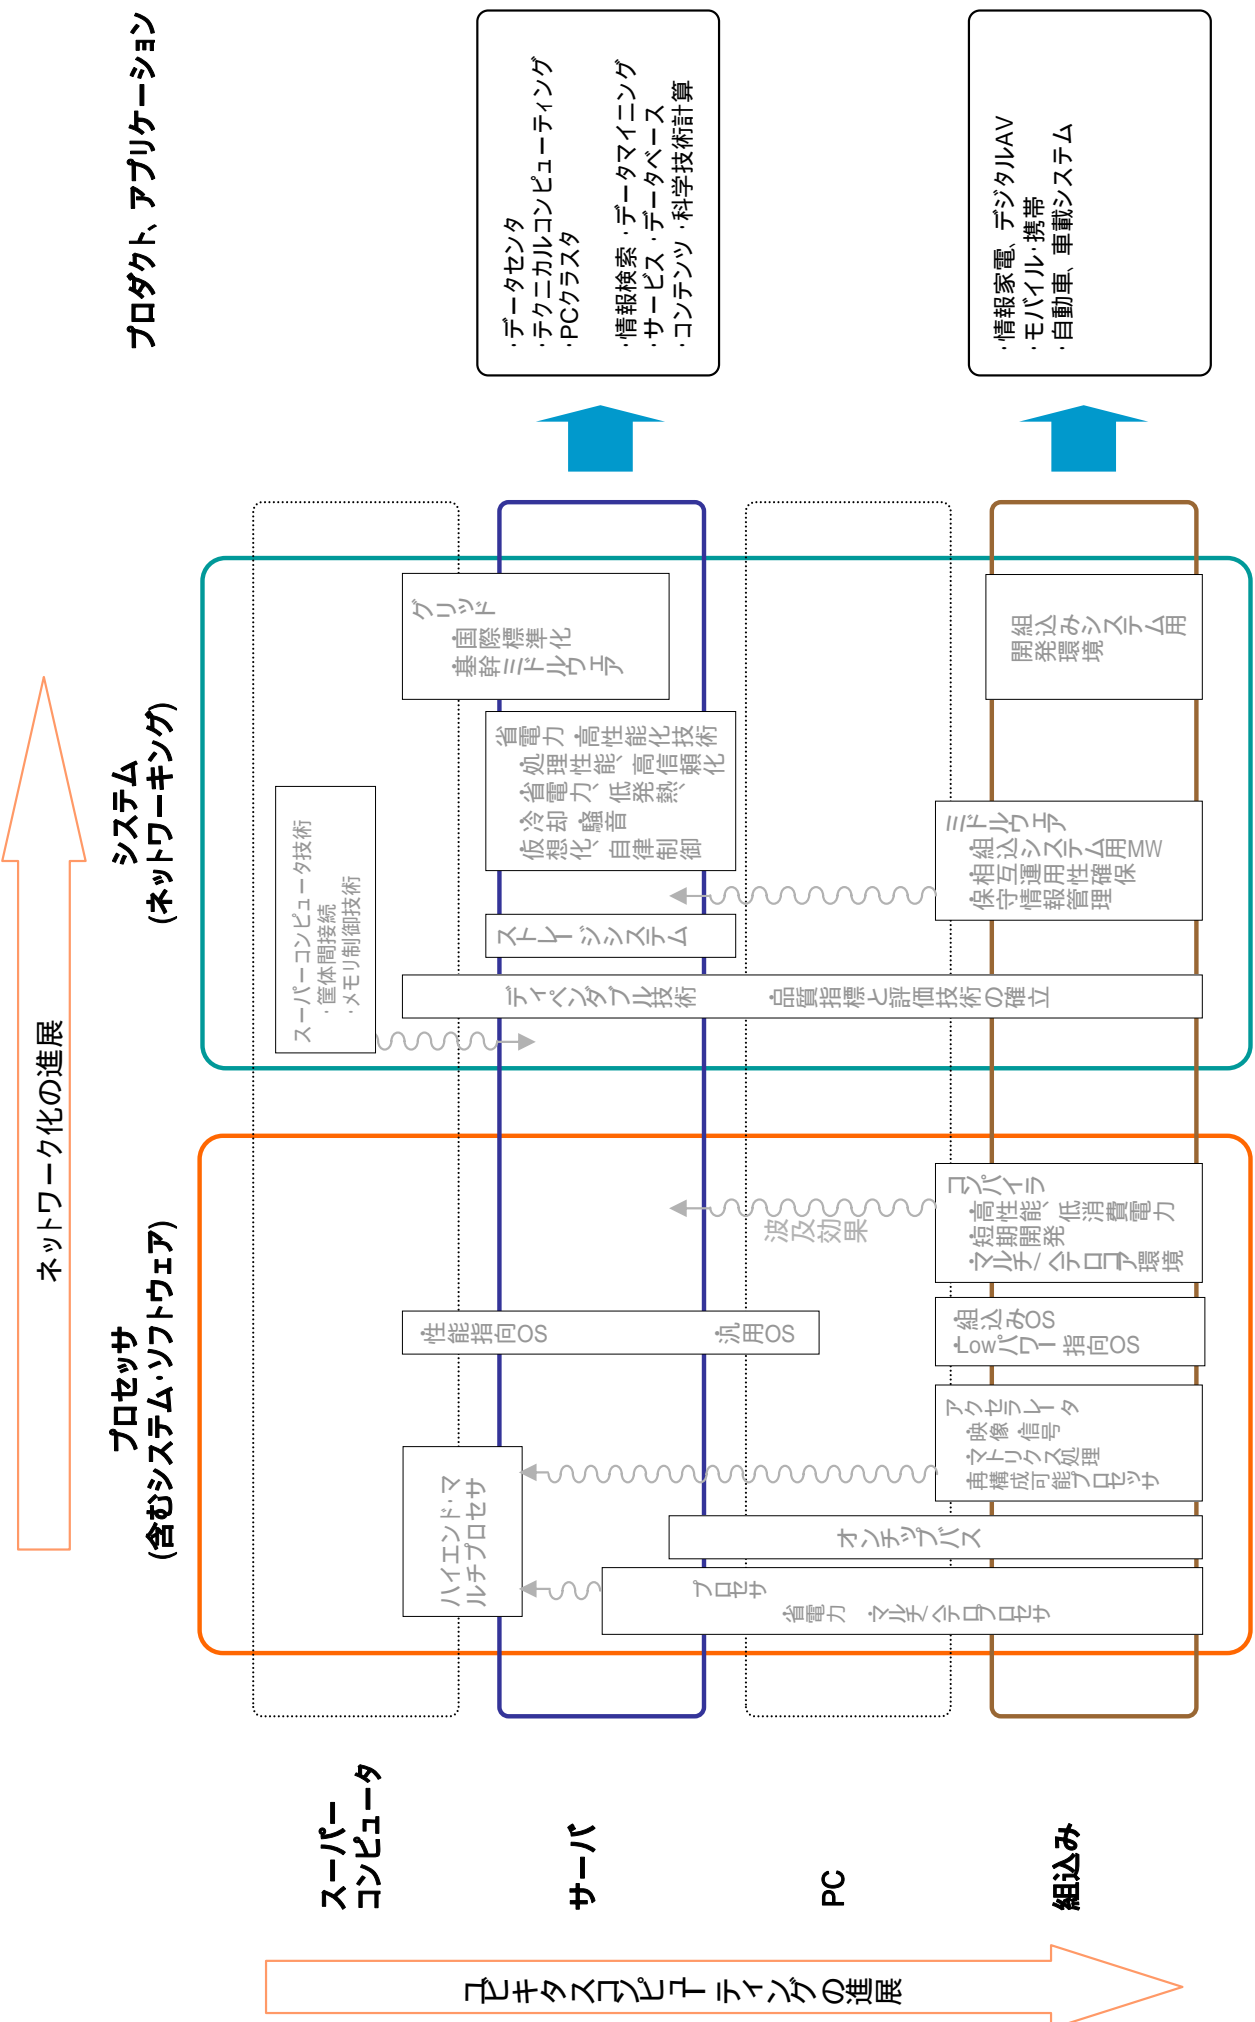 ネットワーク化の進展
プロセッサ
(含むシステム・ソフトウェア)
システム
(ネットワーキング)
プロダクト、アプリケーション
スーパー
コンピュータ
スーパーコンピュータ技術
・筐体間接続
・メモリ制御技術
ハイエンド・マ
ルチプロセサ
・性能指向OS
・汎用OS
グリッド
・国際標準化
・基幹ミドルウエア
サーバ
省電力・高性能化技術
・処理性能、高信頼化
・省電力、低発熱、
・冷却・騒音
・仮想化、自律制御
ストレージシステム
ディペンダブル技術
・品質指標と評価技術の確立
・データセンタ
・テクニカルコンピューティング
・PCクラスタ
・情報検索・データマイニング
・サービス・データベース
・コンテンツ・科学技術計算
PC
プロセサ
・省電力・マルチ/ヘテロプロセサ
オンチップバス
波及効果
組込み
アクセラレータ
・映像・信号
・マトリクス処理
・再構成可能プロセッサ
・組込みOS
・Lowパワー指向OS
コンパイラ
・高性能、低消費電力
・短期開発
・マルチ/ヘテロコア環境
ミドルウエア
・組込システム用MW
・相互運用性確保
・保守情報管理
組込みシステム用
開発環境
・情報家電、デジタルAV
・モバイル・携帯
・自動車、車載システム
ユビキタスコンピューティングの進展